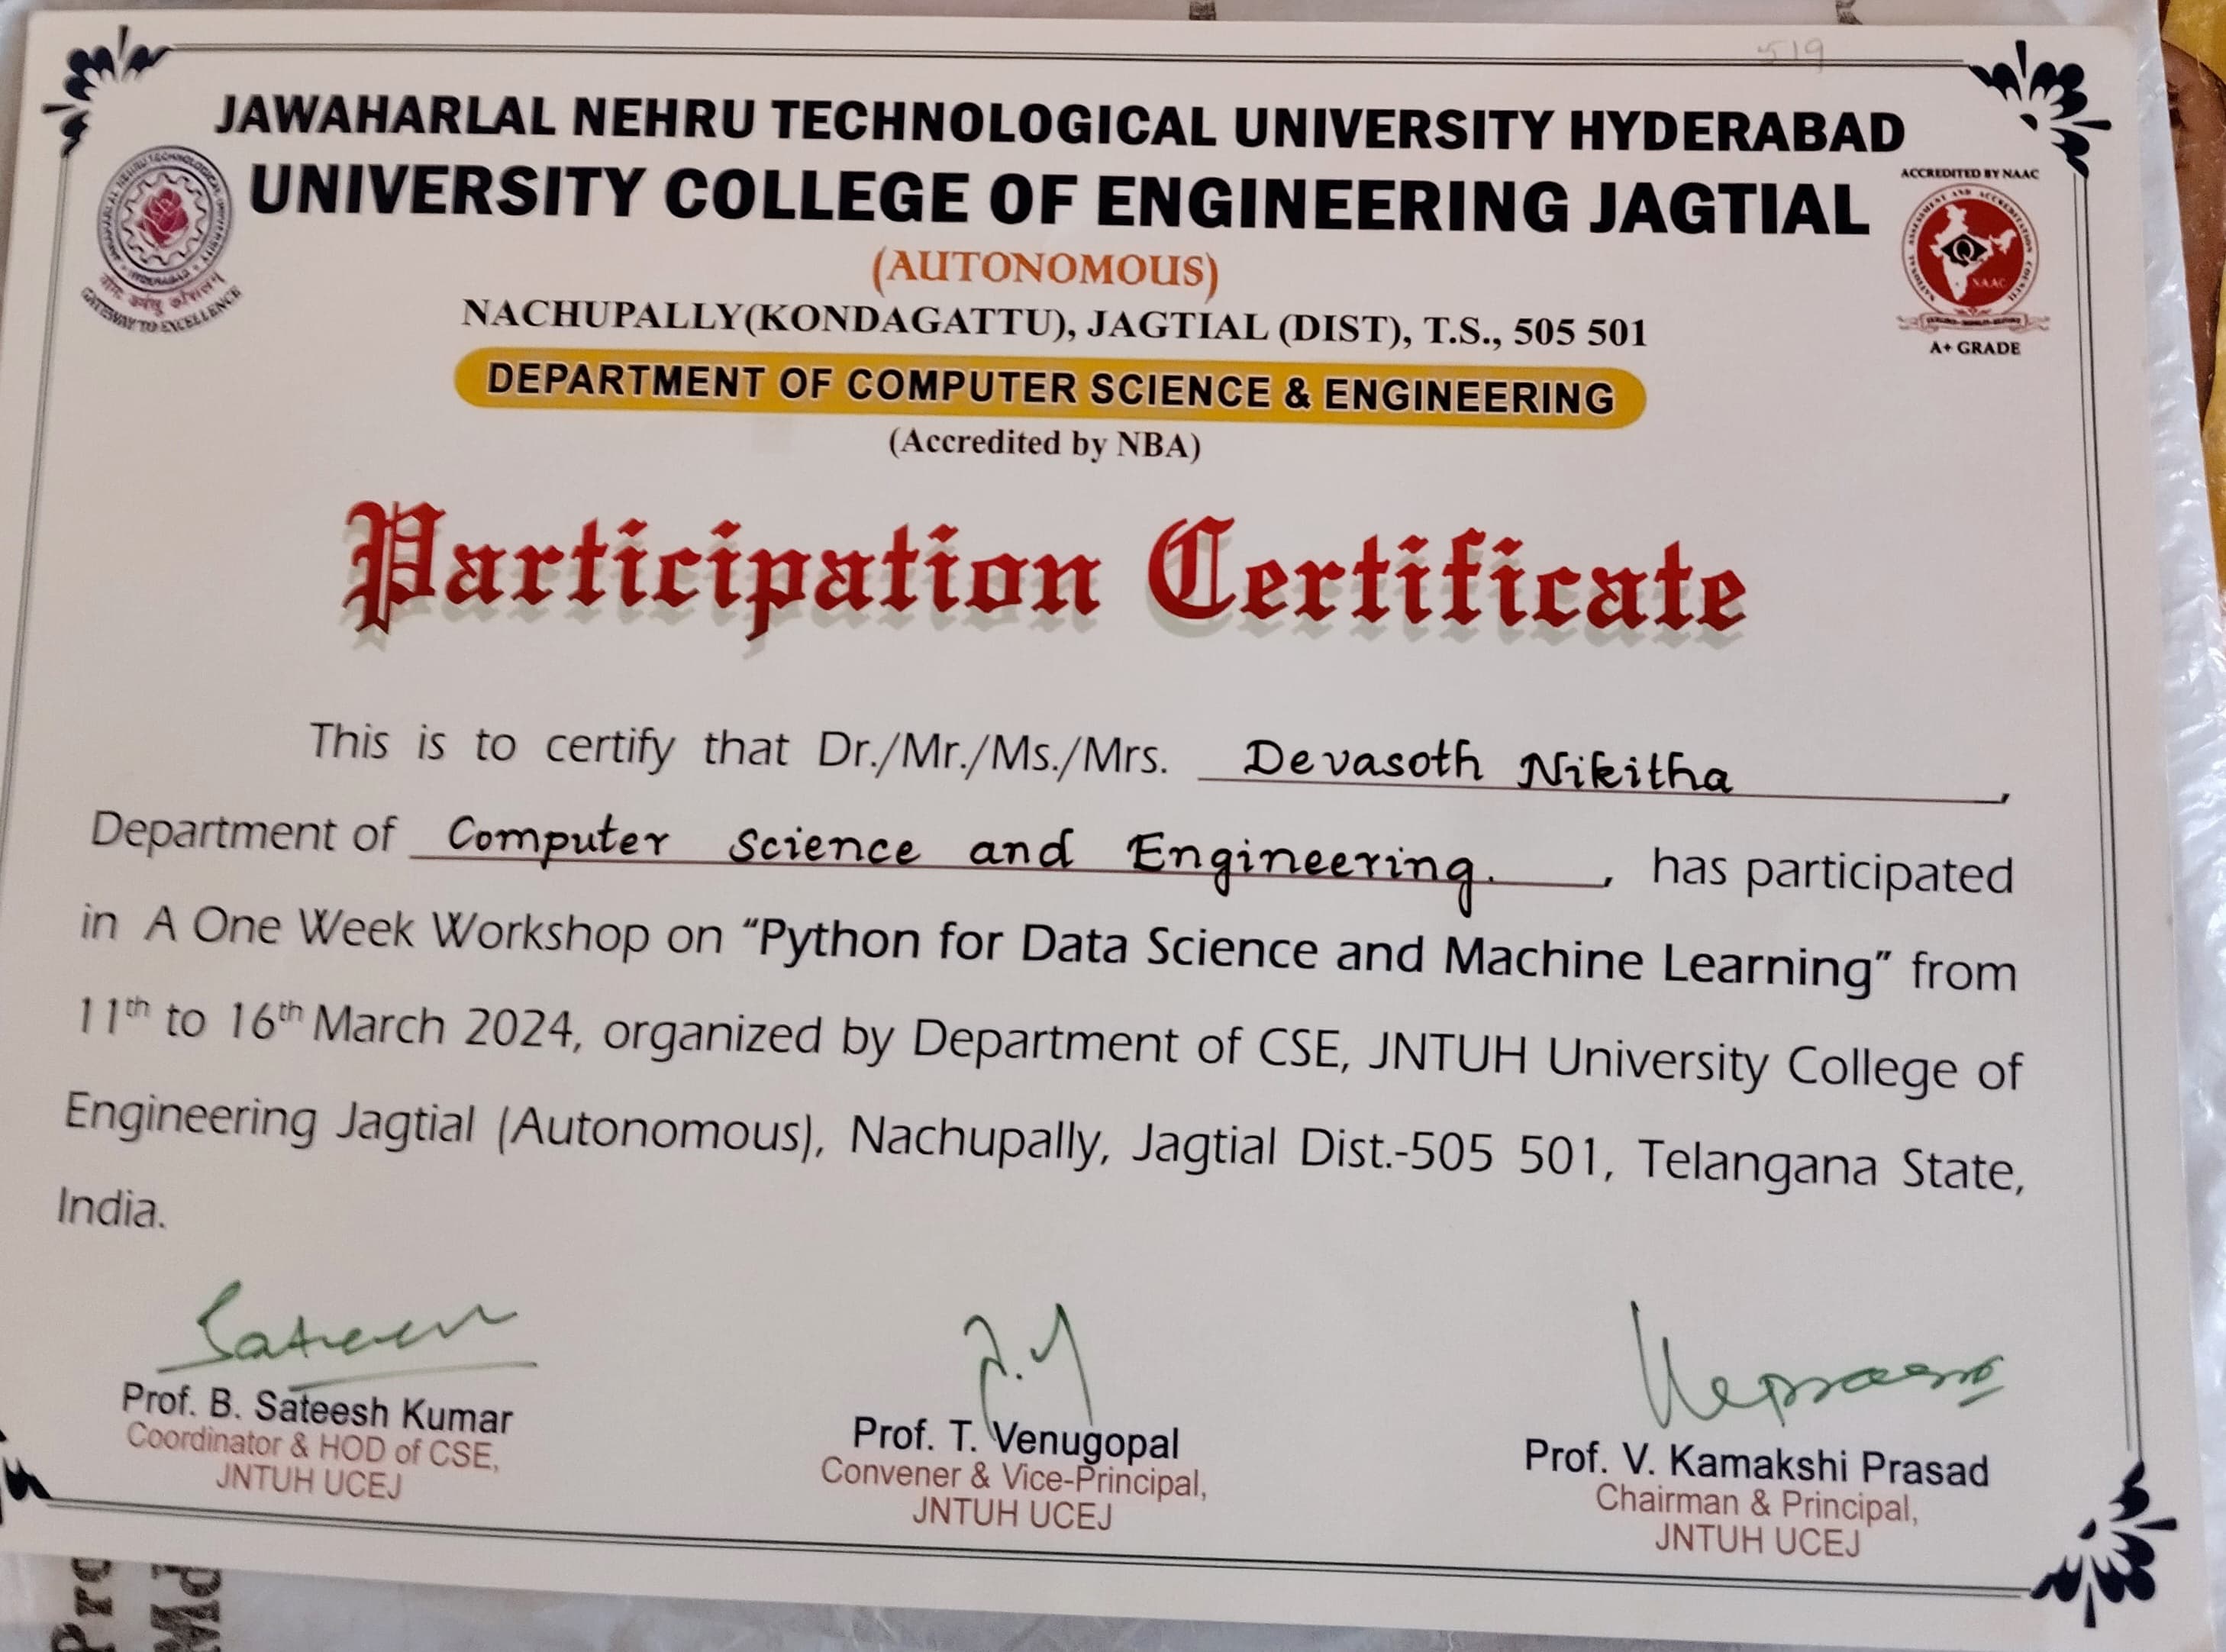 519
JAWAHARLAL NEHRU TECHNOLOGICAL UNIVERSITY HYDERABAD
UNIVERSITY COLLEGE OF ENGINEERING JAGTIAL
(AUTONOMOUS)
NACHUPALLY(KONDAGATTU), JAGTIAL (DIST), T.S., 505 501
DEPARTMENT OF COMPUTER SCIENCE & ENGINEERING
(Accredited by NBA)
GATEWAY TO EXCELLENCE
ACCREDITED BY NAAC
NAAC
A+ GRADE
Participation Certificate
This is to certify that Dr./Mr./Ms./Mrs. Devasoth Nikitha,
Department of Computer Science and Engineering. , has participated
in A One Week Workshop on “Python for Data Science and Machine Learning” from
11th to 16th March 2024, organized by Department of CSE, JNTUH University College of
Engineering Jagtial (Autonomous), Nachupally, Jagtial Dist.-505 501, Telangana State,
India.
Sateesh
Prof. B. Sateesh Kumar
Coordinator & HOD of CSE,
JNTUH UCEJ
Prof. T. Venugopal
Convener & Vice-Principal,
JNTUH UCEJ
Prof. V. Kamakshi Prasad
Chairman & Principal,
JNTUH UCEJ